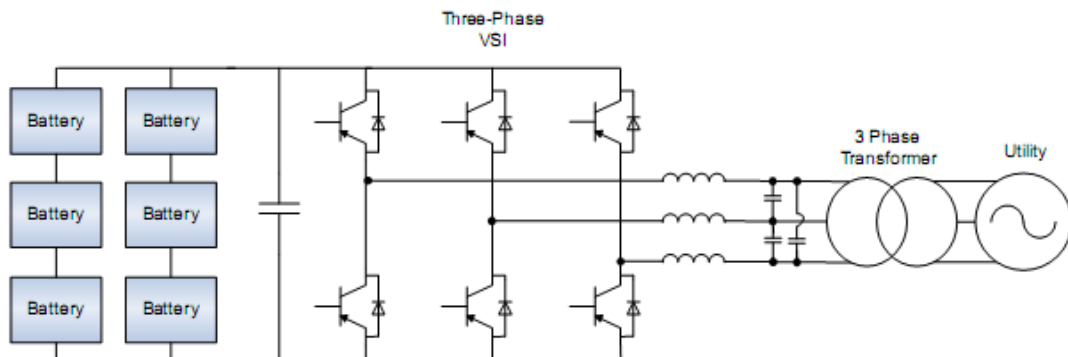 Three-Phase
VSI
Battery
Battery
3 Phase
Transformer
Utility
Battery
Battery
Battery
Battery